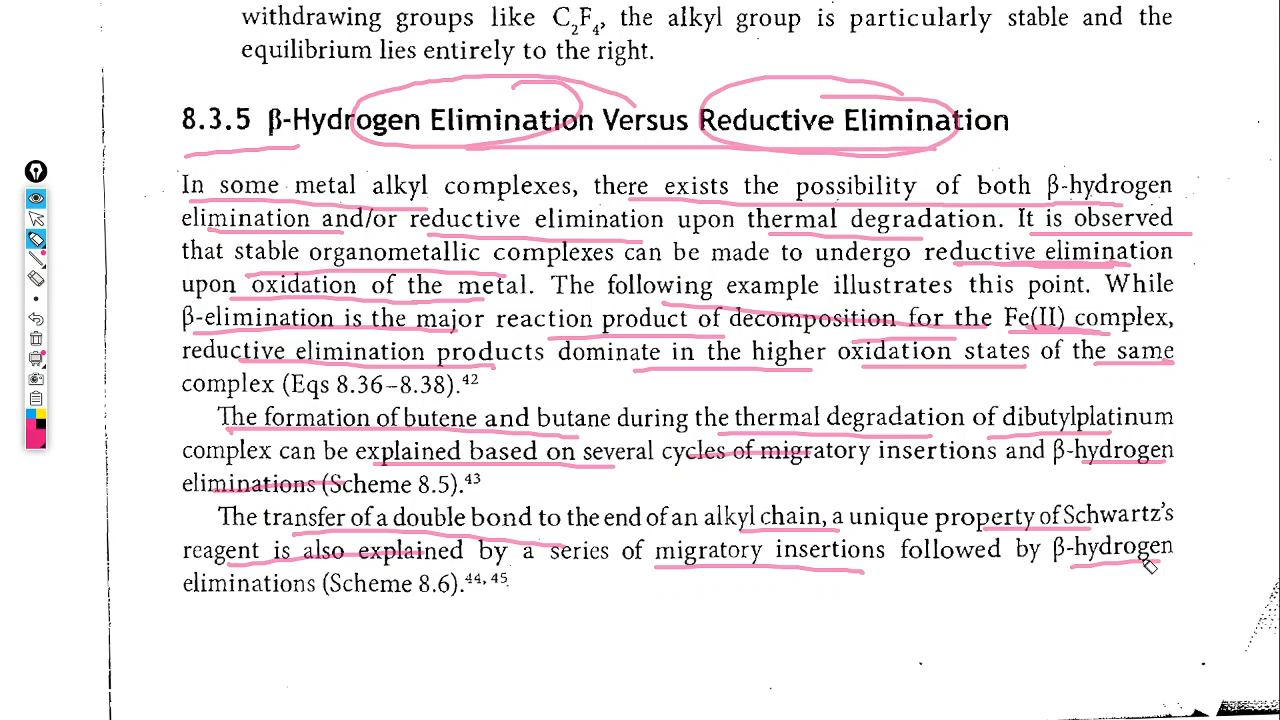 withdrawing groups like C₂F₄, the alkyl group is particularly stable and the
equilibrium lies entirely to the right.
8.3.5 β-Hydrogen Elimination Versus Reductive Elimination
In some metal alkyl complexes, there exists the possibility of both β-hydrogen
elimination and/or reductive elimination upon thermal degradation. It is observed
that stable organometallic complexes can be made to undergo reductive elimination
upon oxidation of the metal. The following example illustrates this point. While
β-elimination is the major reaction product of decomposition for the Fe(II) complex,
reductive elimination products dominate in the higher oxidation states of the same
complex (Eqs 8.36–8.38).⁴²
The formation of butene and butane during the thermal degradation of dibutylplatinum
complex can be explained based on several cycles of migratory insertions and β-hydrogen
eliminations (Scheme 8.5).⁴³
The transfer of a double bond to the end of an alkyl chain, a unique property of Schwartz's
reagent is also explained by a series of migratory insertions followed by β-hydrogen
eliminations (Scheme 8.6).⁴⁴,⁴⁵